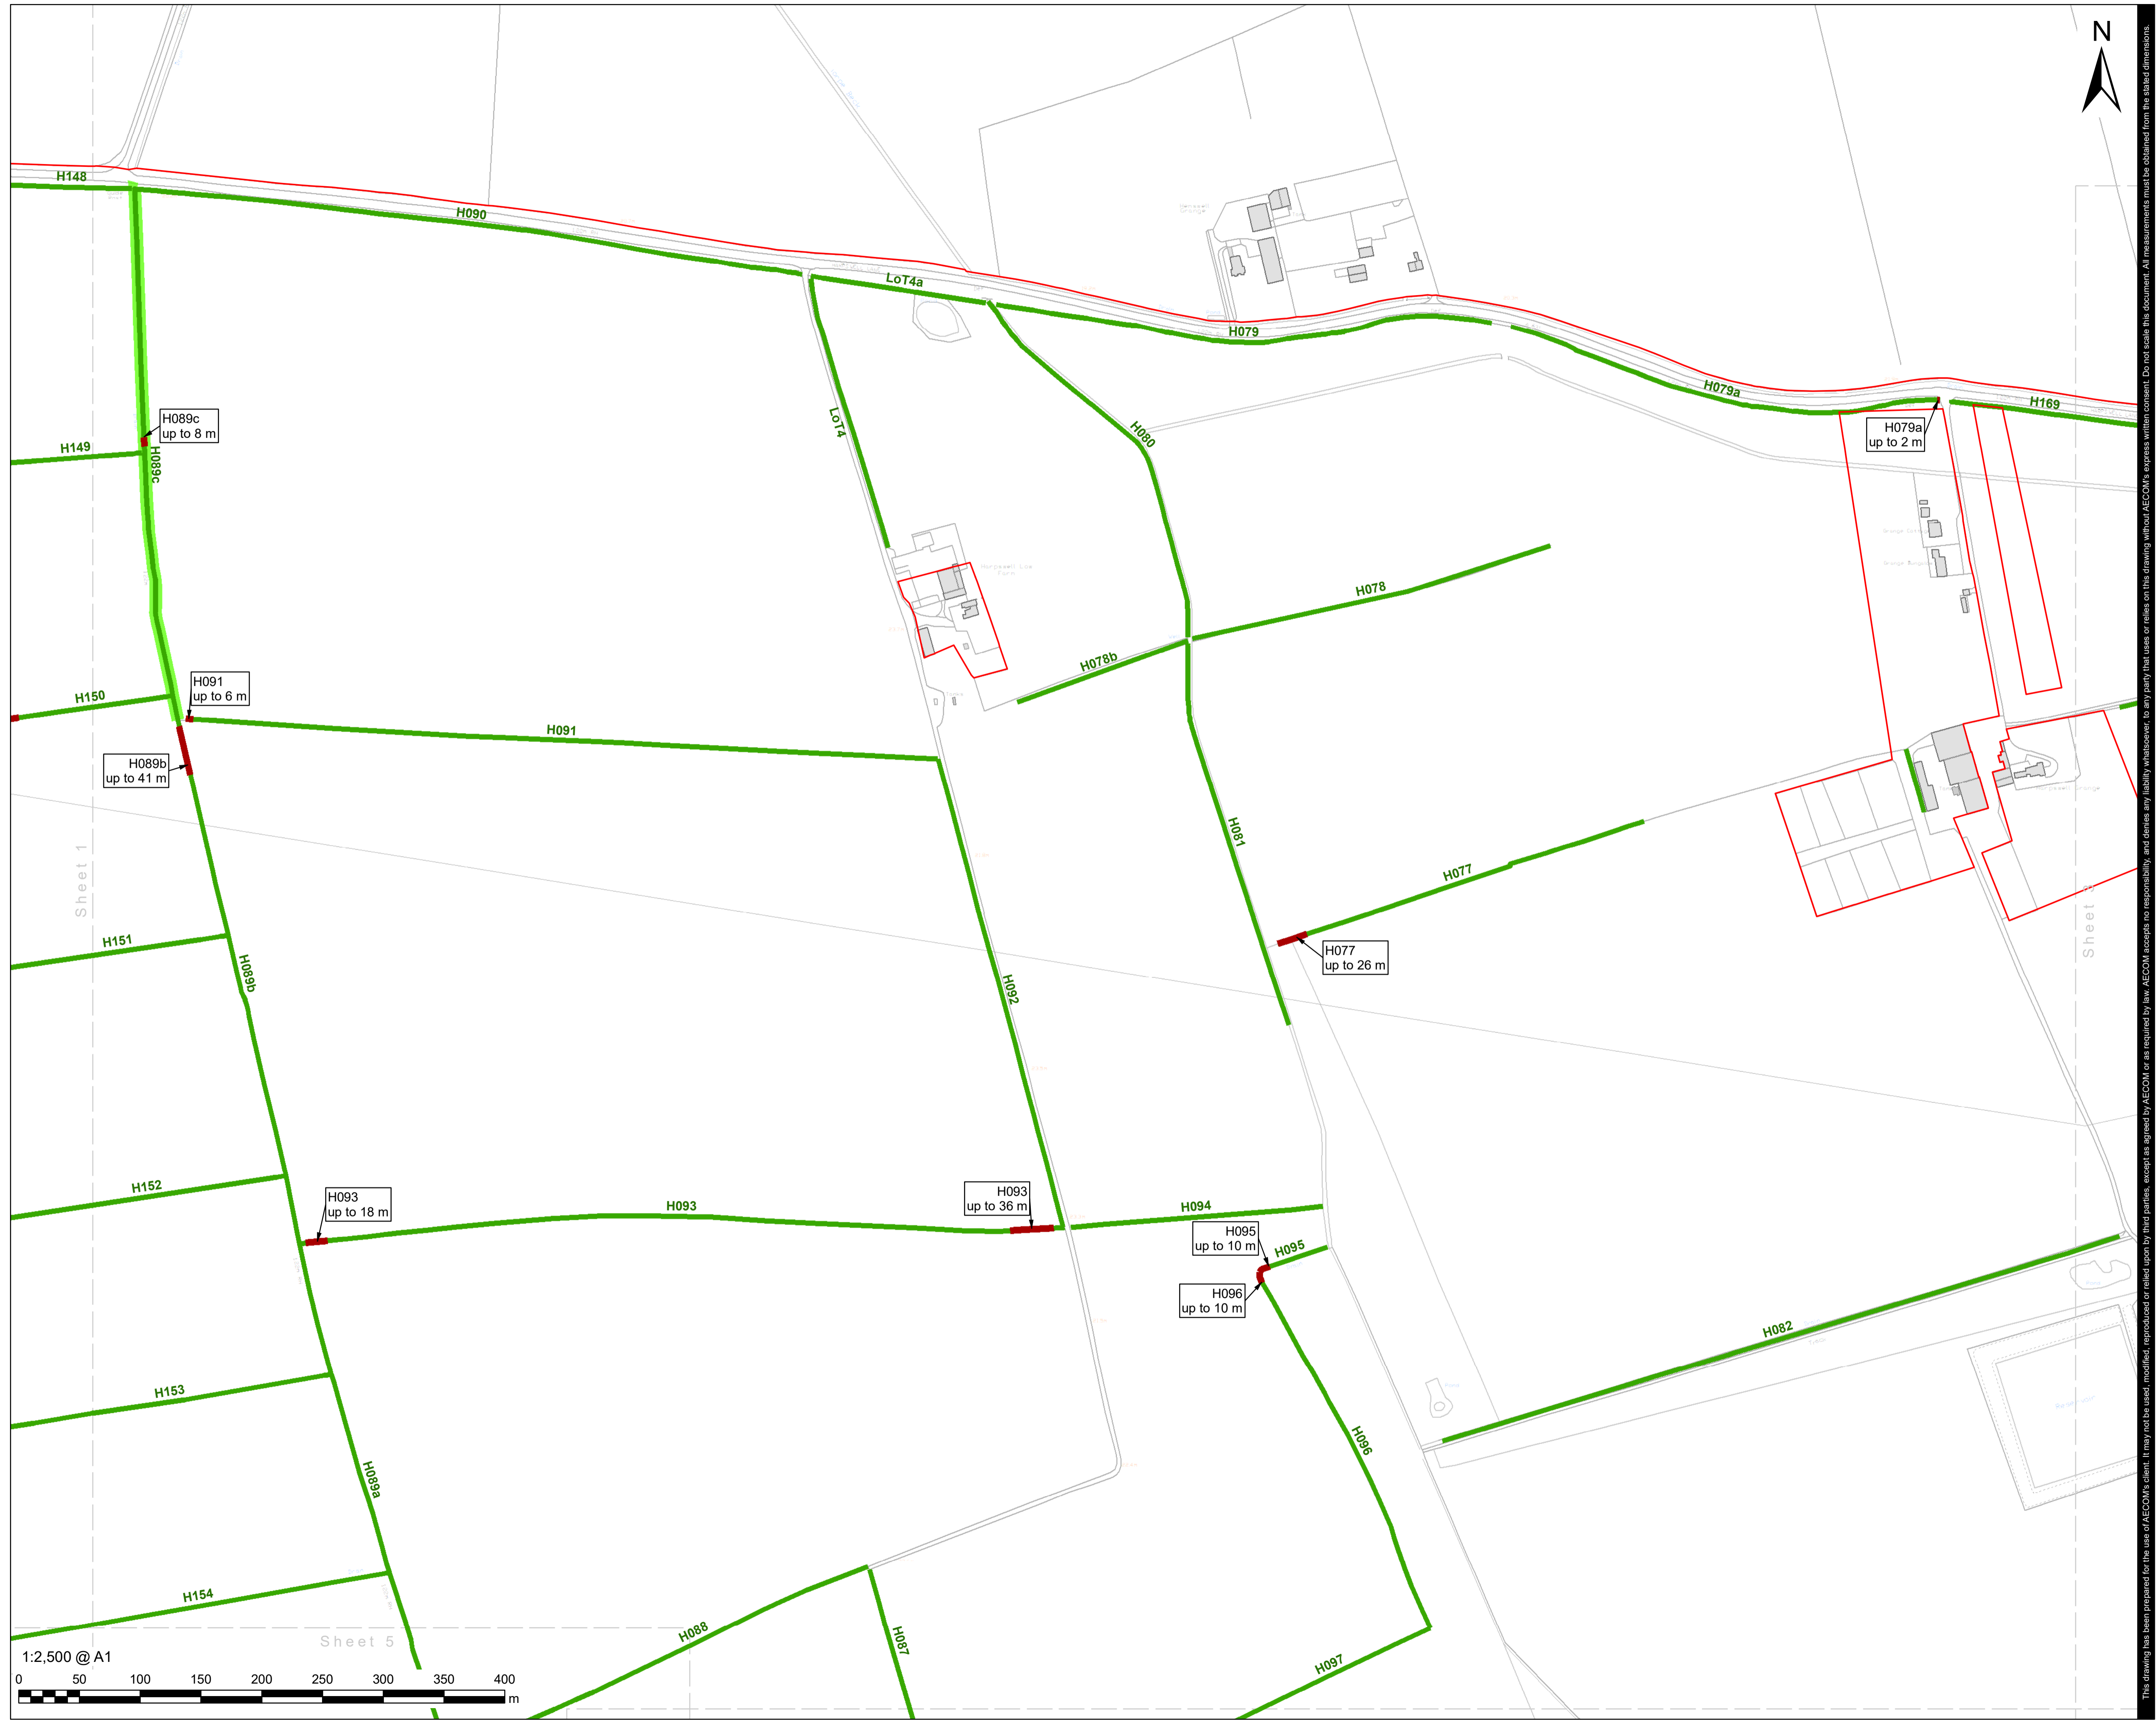 N
H148
H090
LoT4a
H079
H079a
H169
H079a
up to 2 m
H089c
up to 8 m
H149
H089c
LoT4
H080
H078
H078b
H091
up to 6 m
H150
H091
H089b
up to 41 m
H081
H077
Sheet 1
H077
up to 26 m
H151
H089b
H092
H152
H093
up to 18 m
H093
H093
up to 36 m
H094
H095
up to 10 m
H095
H096
up to 10 m
H082
H153
H096
H089a
H154
H088
H087
H097
Sheet 5
1:2,500 @ A1
0 50 100 150 200 250 300 350 400
m
This drawing has been prepared for the use of AECOM's client. It may not be used, modified, reproduced or relied upon by third parties, except as agreed by AECOM or as required by law. AECOM accepts no responsibility, and denies any liability whatsoever, to any party that uses or relies on this drawing without AECOM's express written consent. Do not scale this document. All measurements must be obtained from the stated dimensions.